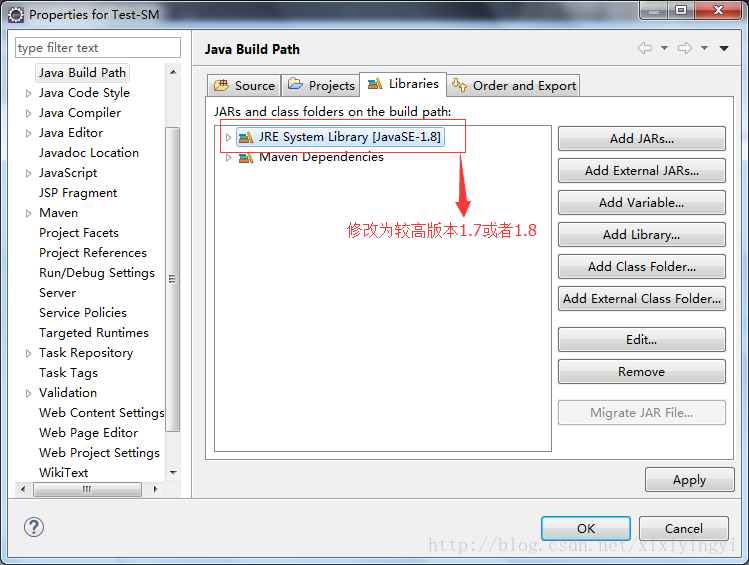 Properties for Test-SM
type filter text
Java Build Path
Java Code Style
Java Compiler
Java Editor
Javadoc Location
JavaScript
JSP Fragment
Maven
Project Facets
Project References
Run/Debug Settings
Server
Service Policies
Targeted Runtimes
Task Repository
Task Tags
Validation
Web Content Settings
Web Page Editor
Web Project Settings
WikiText
Java Build Path
Source
Projects
Libraries
Order and Export
JARs and class folders on the build path:
JRE System Library [JavaSE-1.8]
Maven Dependencies
修改为较高版本1.7或者1.8
Add JARs...
Add External JARs...
Add Variable...
Add Library...
Add Class Folder...
Add External Class Folder...
Edit...
Remove
Migrate JAR File...
Apply
OK
Cancel
http://blog.csdn.net/xixiyingyi